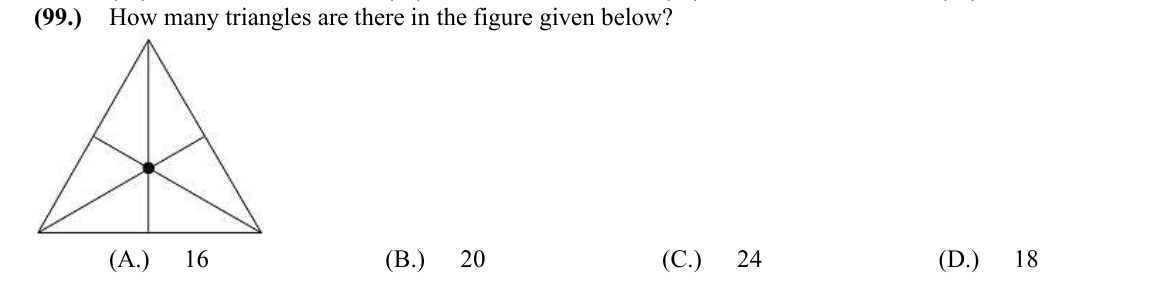 (99.) How many triangles are there in the figure given below?
(A.) 16 (B.) 20 (C.) 24 (D.) 18